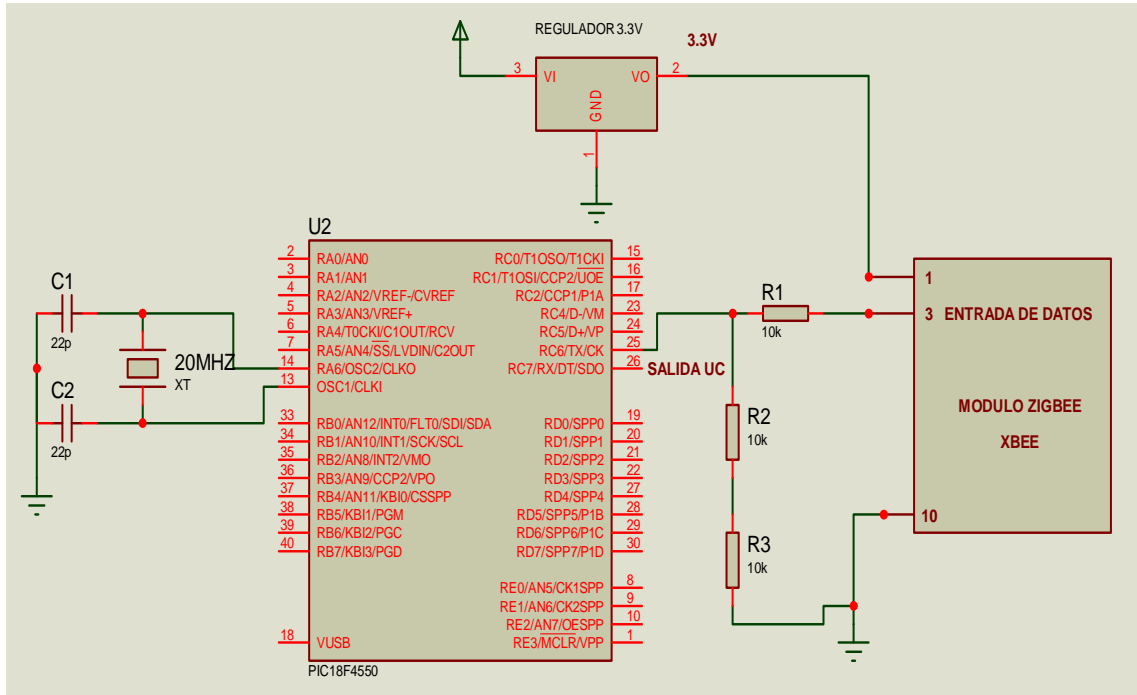 REGULADOR 3.3V
3.3V
3
VI
VO
2
GND
1
U2
2
RA0/AN0
3
RA1/AN1
4
RA2/AN2/VREF-/CVREF
5
RA3/AN3/VREF+
6
RA4/T0CKI/C1OUT/RCV
7
RA5/AN4/SS/LVDIN/C2OUT
14
RA6/OSC2/CLKO
13
OSC1/CLKI
33
RB0/AN12/INT0/FLT0/SDI/SDA
34
RB1/AN10/INT1/SCK/SCL
35
RB2/AN8/INT2/VMO
36
RB3/AN9/CCP2/VPO
37
RB4/AN11/KBI0/CSSPP
38
RB5/KBI1/PGM
39
RB6/KBI2/PGC
40
RB7/KBI3/PGD
18
VUSB
RC0/T1OSO/T1CKI
15
RC1/T1OSI/CCP2/UOE
16
RC2/CCP1/P1A
17
RC4/D-/VM
23
RC5/D+/VP
24
RC6/TX/CK
25
RC7/RX/DT/SDO
26
RD0/SPP0
19
RD1/SPP1
20
RD2/SPP2
21
RD3/SPP3
22
RD4/SPP4
27
RD5/SPP5/P1B
28
RD6/SPP6/P1C
29
RD7/SPP7/P1D
30
RE0/AN5/CK1SPP
8
RE1/AN6/CK2SPP
9
RE2/AN7/OESPP
10
RE3/MCLR/VPP
1
PIC18F4550
C1
22p
C2
22p
20MHZ
XT
SALIDA UC
R1
10k
R2
10k
R3
10k
1
3
ENTRADA DE DATOS
MODULO ZIGBEE
XBEE
10